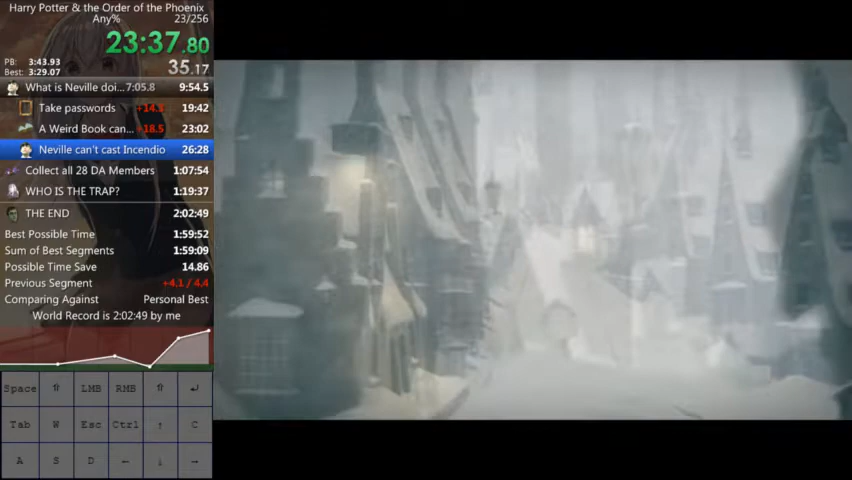 Harry Potter & the Order of the Phoenix
Any% 23/256
23:37.80
PB: 3:43.93
Best: 3:29.07
35.17
What is Neville doi... 7:05.8 9:54.5
Take passwords +14.3 19:42
A Weird Book can... +18.5 23:02
Neville can't cast Incendio 26:28
Collect all 28 DA Members 1:07:54
WHO IS THE TRAP? 1:19:37
THE END 2:02:49
Best Possible Time 1:59:52
Sum of Best Segments 1:59:09
Possible Time Save 14.86
Previous Segment +4.1 / 4.4
Comparing Against Personal Best
World Record is 2:02:49 by me
Space ⇧ LMB RMB ⇧ ↵
Tab W Esc Ctrl ↑ C
A S D ← ↓ →